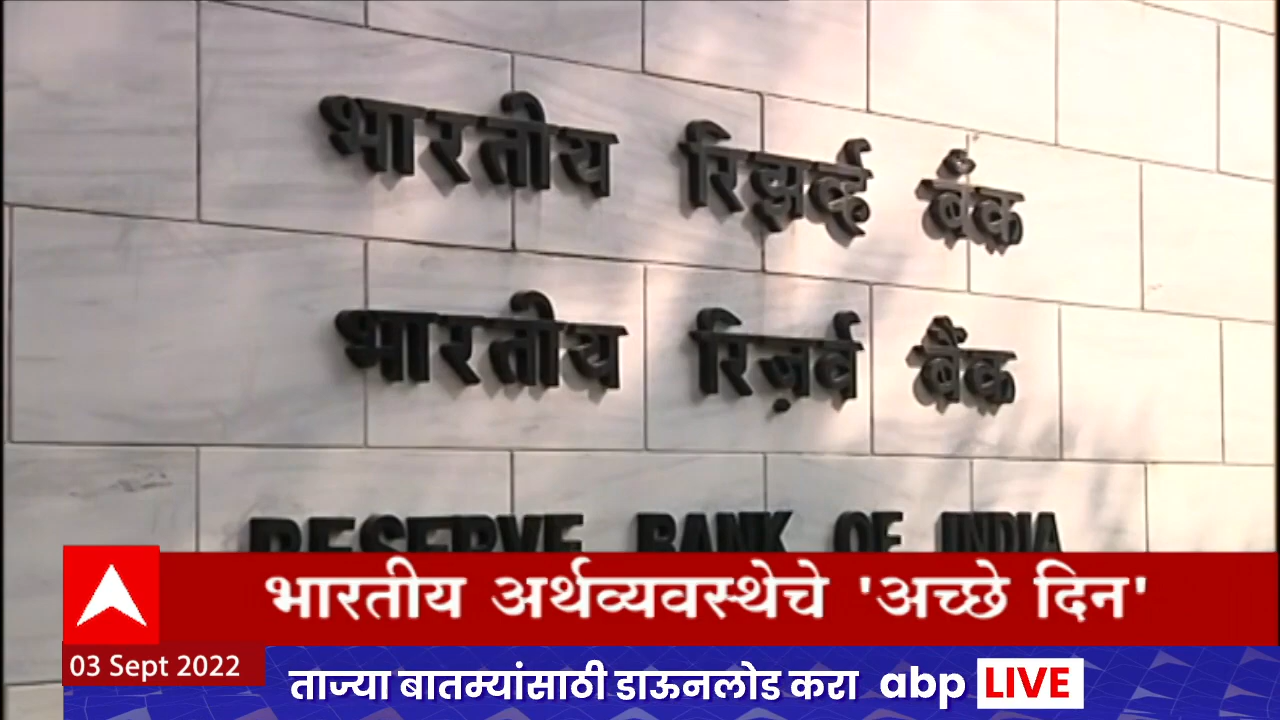 भारतीय रिझर्व्ह बँक
भारतीय रिज़र्व बैंक
RESERVE BANK OF INDIA
भारतीय अर्थव्यवस्थेचे 'अच्छे दिन'
03 Sept 2022
ताज्या बातम्यांसाठी डाऊनलोड करा abp LIVE